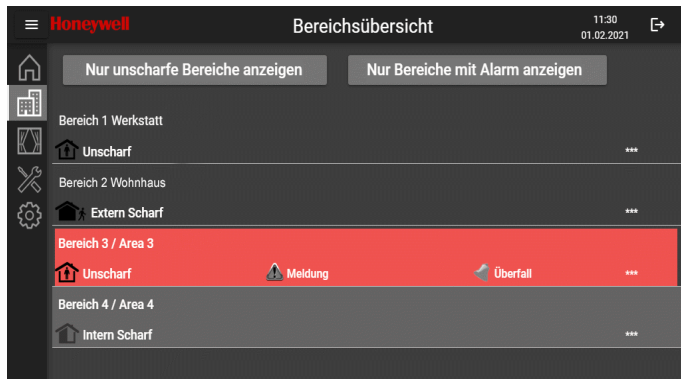 Honeywell Bereichsübersicht 11:30
01.02.2021
Nur unscharfe Bereiche anzeigen Nur Bereiche mit Alarm anzeigen
Bereich 1 Werkstatt
Unscharf ***
Bereich 2 Wohnhaus
Extern Scharf ***
Bereich 3 / Area 3
Unscharf Meldung Überfall ***
Bereich 4 / Area 4
Intern Scharf ***